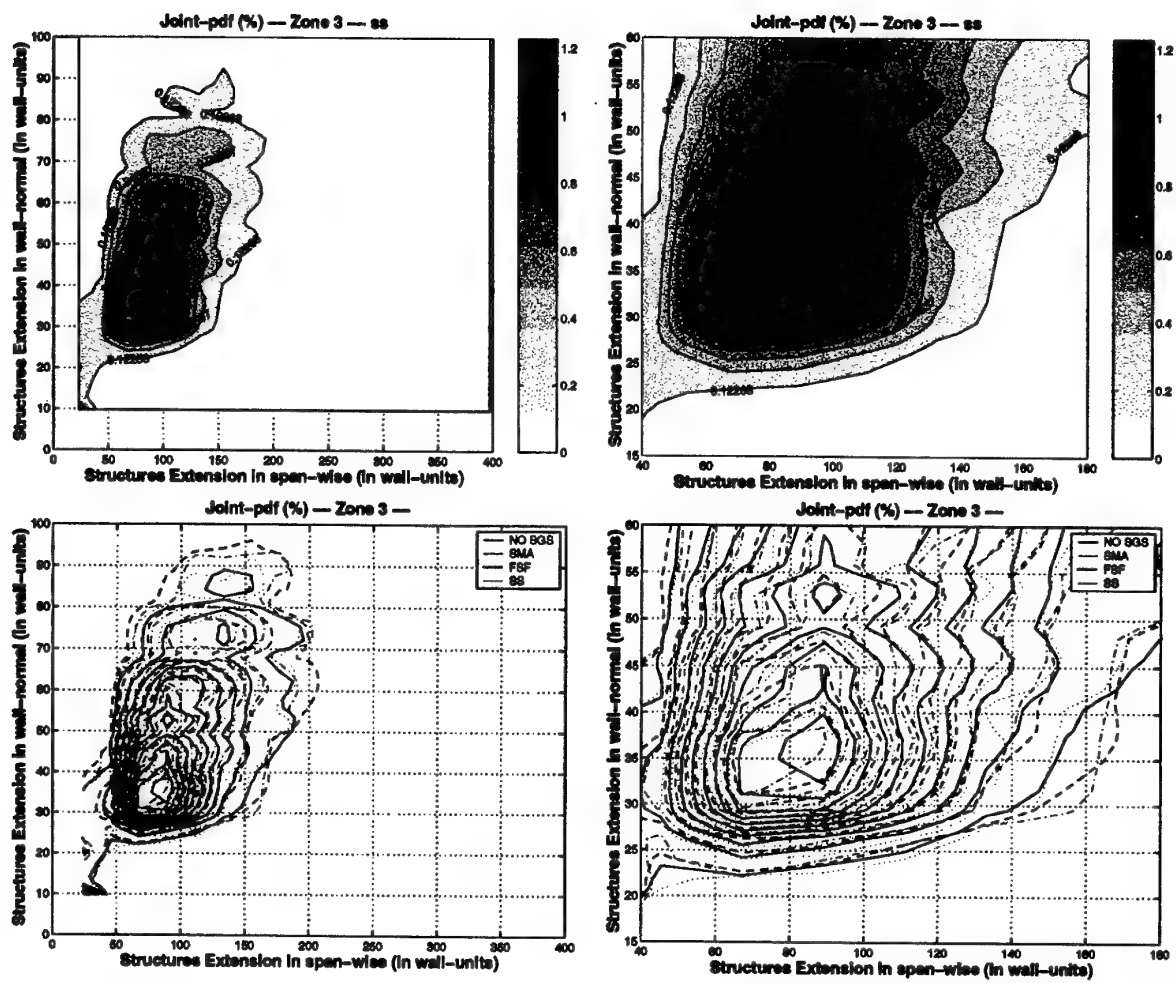 Joint-pdf (%) — Zone 3 — ss
Structures Extension in wall-normal (in wall-units)
100
90
80
70
60
50
40
30
20
10
0
0.12208
0 50 100 150 200 250 300 350 400
Structures Extension in span-wise (in wall-units)
1.2
1
0.8
0.6
0.4
0.2
0
Joint-pdf (%) — Zone 3 — ss
Structures Extension in wall-normal (in wall-units)
60
55
50
45
40
35
30
25
20
15
0.12208
40 60 80 100 120 140 160 180
Structures Extension in span-wise (in wall-units)
1.2
1
0.8
0.6
0.4
0.2
0
Joint-pdf (%) — Zone 3 —
Structures Extension in wall-normal (in wall-units)
100
90
80
70
60
50
40
30
20
10
0
NO SGS
SMA
FSF
SS
0 50 100 150 200 250 300 350 400
Structures Extension in span-wise (in wall-units)
Joint-pdf (%) — Zone 3 —
Structures Extension in wall-normal (in wall-units)
60
55
50
45
40
35
30
25
20
15
NO SGS
SMA
FSF
SS
40 60 80 100 120 140 160 180
Structures Extension in span-wise (in wall-units)